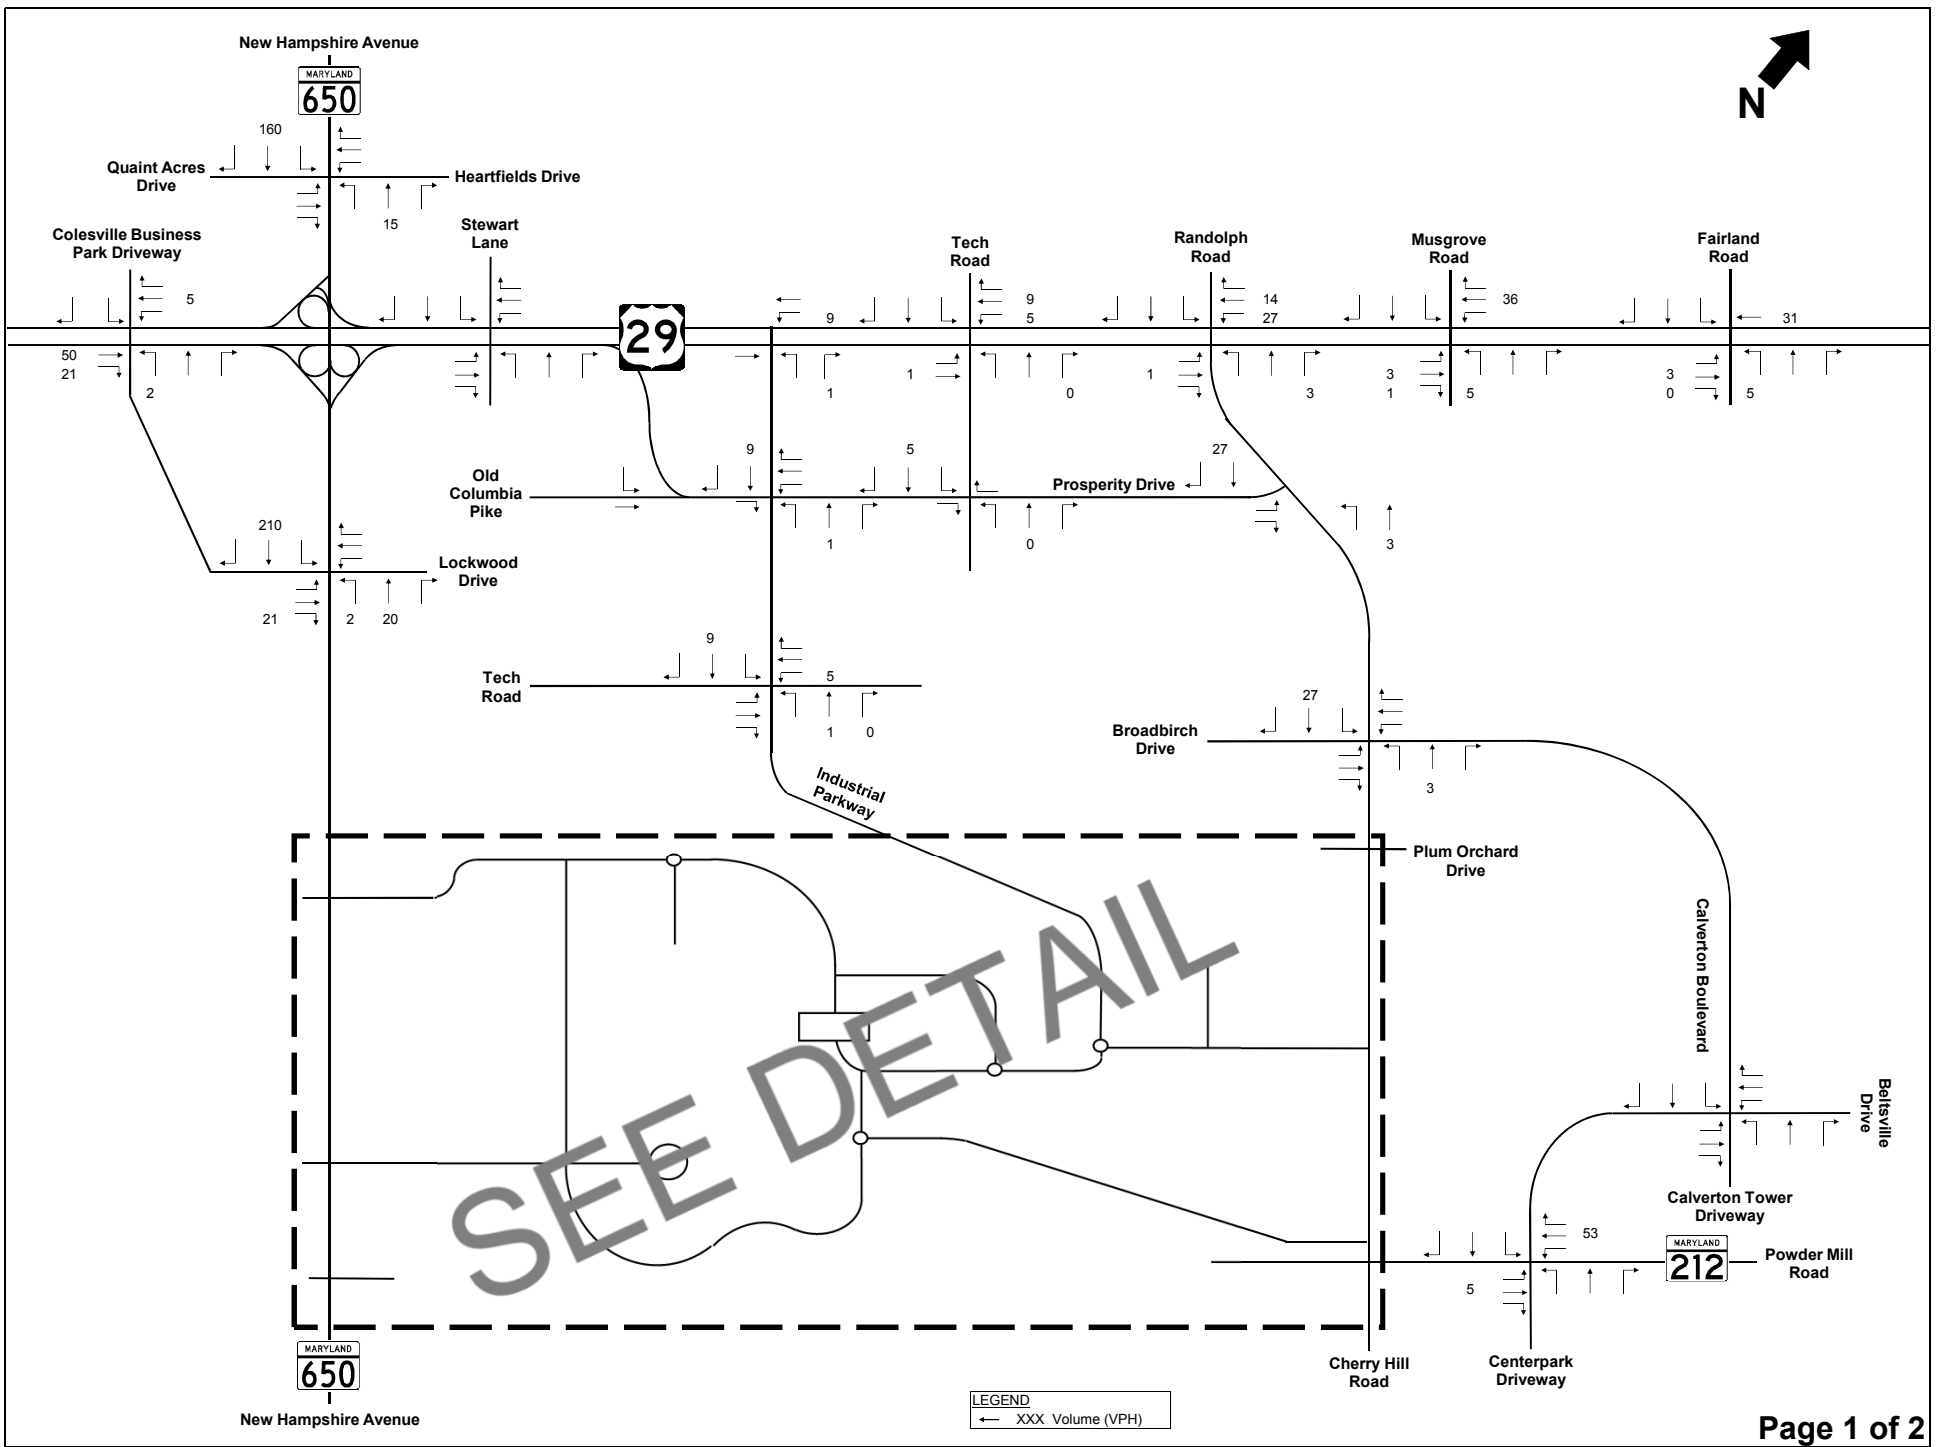 New Hampshire Avenue
MARYLAND
650
N
160
Quaint Acres
Drive
Heartfields Drive
15
Colesville Business
Park Driveway
Stewart
Lane
Tech
Road
Randolph
Road
Musgrove
Road
Fairland
Road
5
9
9
5
14
27
36
31
29
50
21
2
1
1
0
1
3
3
1
5
3
0
5
9
5
27
Old
Columbia
Pike
Prosperity Drive
1
0
3
210
Lockwood
Drive
21
2
20
9
Tech
Road
5
1
0
27
Broadbirch
Drive
3
Industrial
Parkway
Plum Orchard
Drive
SEE DETAIL
Calverton Boulevard
Beltsville
Drive
Calverton Tower
Driveway
53
MARYLAND
212
Powder Mill
Road
5
MARYLAND
650
New Hampshire Avenue
Cherry Hill
Road
Centerpark
Driveway
LEGEND
XXX Volume (VPH)
Page 1 of 2